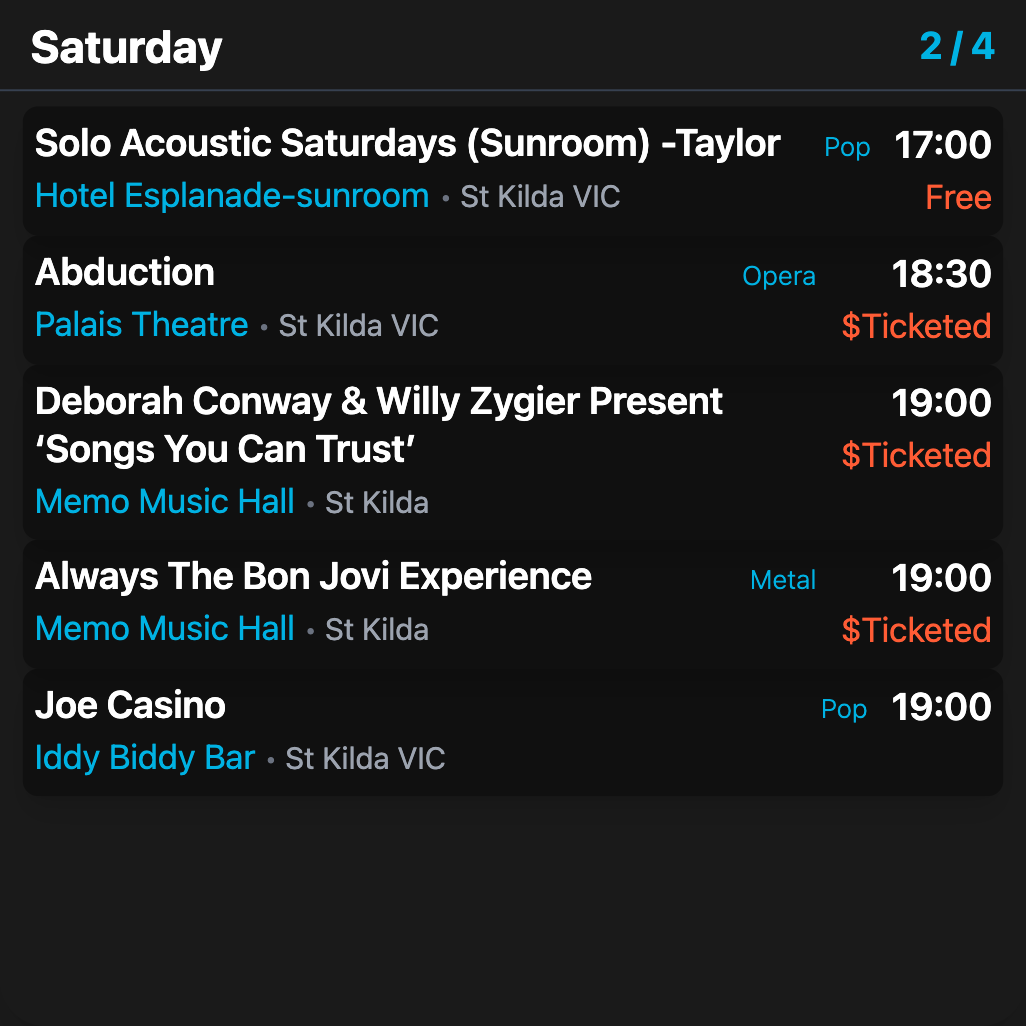 Saturday 2 / 4
Solo Acoustic Saturdays (Sunroom) -Taylor Pop 17:00
Hotel Esplanade-sunroom • St Kilda VIC Free
Abduction Opera 18:30
Palais Theatre • St Kilda VIC $Ticketed
Deborah Conway & Willy Zygier Present 19:00
‘Songs You Can Trust’ $Ticketed
Memo Music Hall • St Kilda
Always The Bon Jovi Experience Metal 19:00
Memo Music Hall • St Kilda $Ticketed
Joe Casino Pop 19:00
Iddy Biddy Bar • St Kilda VIC